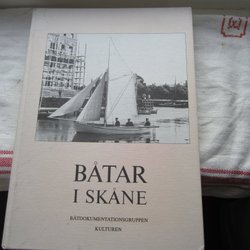 BÅTAR
I SKÅNE
BÅTDOKUMENTATIONSGRUPPEN
KULTUREN